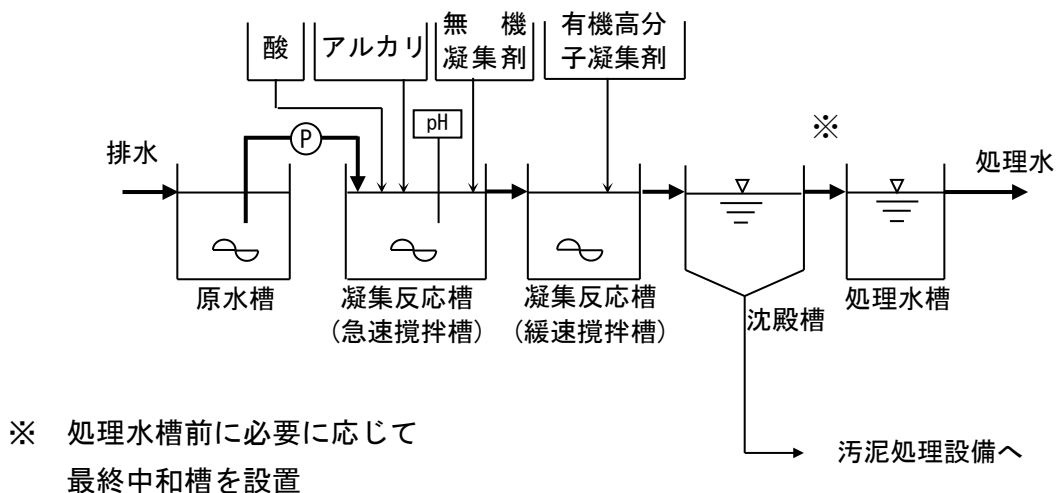 酸
アルカリ
無　機
凝集剤
有機高分
子凝集剤
pH
P
※
排水
処理水
原水槽
凝集反応槽
(急速撹拌槽)
凝集反応槽
(緩速撹拌槽)
沈殿槽
処理水槽
※　処理水槽前に必要に応じて
最終中和槽を設置
汚泥処理設備へ